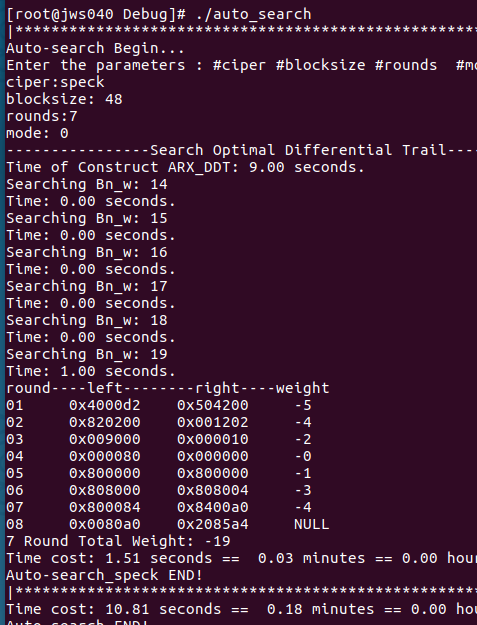 [root@jws040 Debug]# ./auto_search
|*****************************************************
Auto-search Begin...
Enter the parameters : #ciper #blocksize #rounds  #mo
ciper:speck
blocksize: 48
rounds:7
mode: 0
----------------Search Optimal Differential Trail----
Time of Construct ARX_DDT: 9.00 seconds.
Searching Bn_w: 14
Time: 0.00 seconds.
Searching Bn_w: 15
Time: 0.00 seconds.
Searching Bn_w: 16
Time: 0.00 seconds.
Searching Bn_w: 17
Time: 0.00 seconds.
Searching Bn_w: 18
Time: 0.00 seconds.
Searching Bn_w: 19
Time: 1.00 seconds.
round----left--------right----weight
01     0x4000d2    0x504200     -5
02     0x820200    0x001202     -4
03     0x009000    0x000010     -2
04     0x000080    0x000000     -0
05     0x800000    0x800000     -1
06     0x808000    0x808004     -3
07     0x800084    0x8400a0     -4
08     0x0080a0    0x2085a4     NULL
7 Round Total Weight: -19
Time cost: 1.51 seconds ==  0.03 minutes == 0.00 hour
Auto-search_speck END!
|*****************************************************
Time cost: 10.81 seconds ==  0.18 minutes == 0.00 hou
Auto-search END!